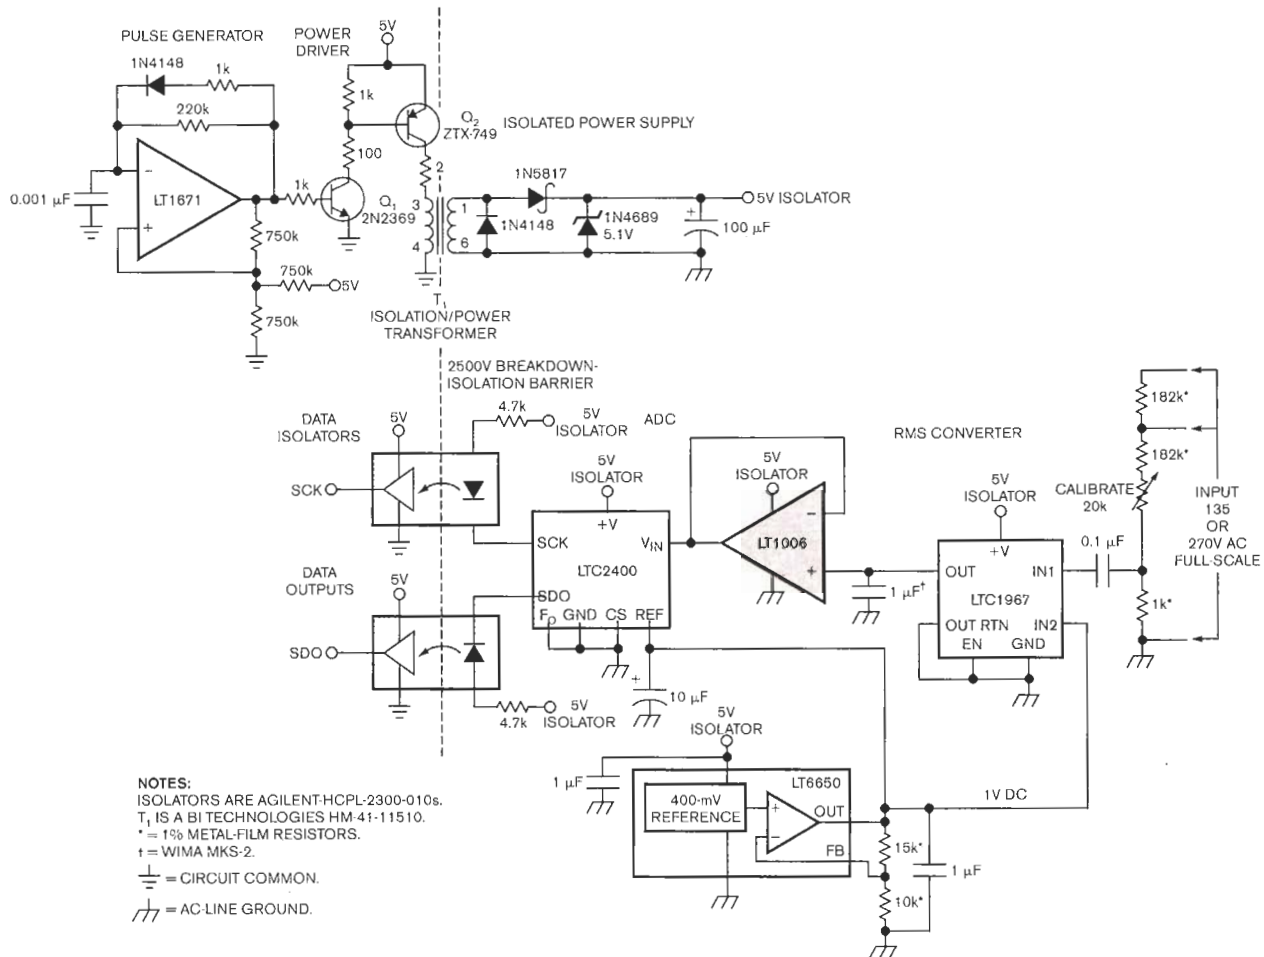 PULSE GENERATOR
POWER
DRIVER
5V
1N4148
1k
1k
220k
Q2
ZTX-749
ISOLATED POWER SUPPLY
100
2
0.001 µF
−
LT1671
+
1k
Q1
2N2369
3
4
1
6
1N5817
1N4148
1N4689
5.1V
+
100 µF
5V ISOLATOR
750k
750k
5V
750k
T1
ISOLATION/POWER
TRANSFORMER
2500V BREAKDOWN-
ISOLATION BARRIER
DATA
ISOLATORS
5V
4.7k
5V
ISOLATOR
ADC
RMS CONVERTER
182k*
182k*
SCK
5V
ISOLATOR
5V
ISOLATOR
5V
ISOLATOR
CALIBRATE
20k
INPUT
135
OR
270V AC
FULL-SCALE
+V
SCK
VIN
LTC2400
SDO
FO
GND
CS
REF
−
LT1006
+
1 µF†
+V
OUT
IN1
LTC1967
OUT RTN
IN2
EN
GND
0.1 µF
1k*
DATA
OUTPUTS
5V
SDO
4.7k
5V
ISOLATOR
+
10 µF
5V
ISOLATOR
1 µF
LT6650
400-mV
REFERENCE
+
−
OUT
FB
1V DC
15k*
1 µF
10k*
NOTES:
ISOLATORS ARE AGILENT-HCPL-2300-010s.
T1 IS A BI TECHNOLOGIES HM-41-11510.
* = 1% METAL-FILM RESISTORS.
† = WIMA MKS-2.
= CIRCUIT COMMON.
= AC-LINE GROUND.